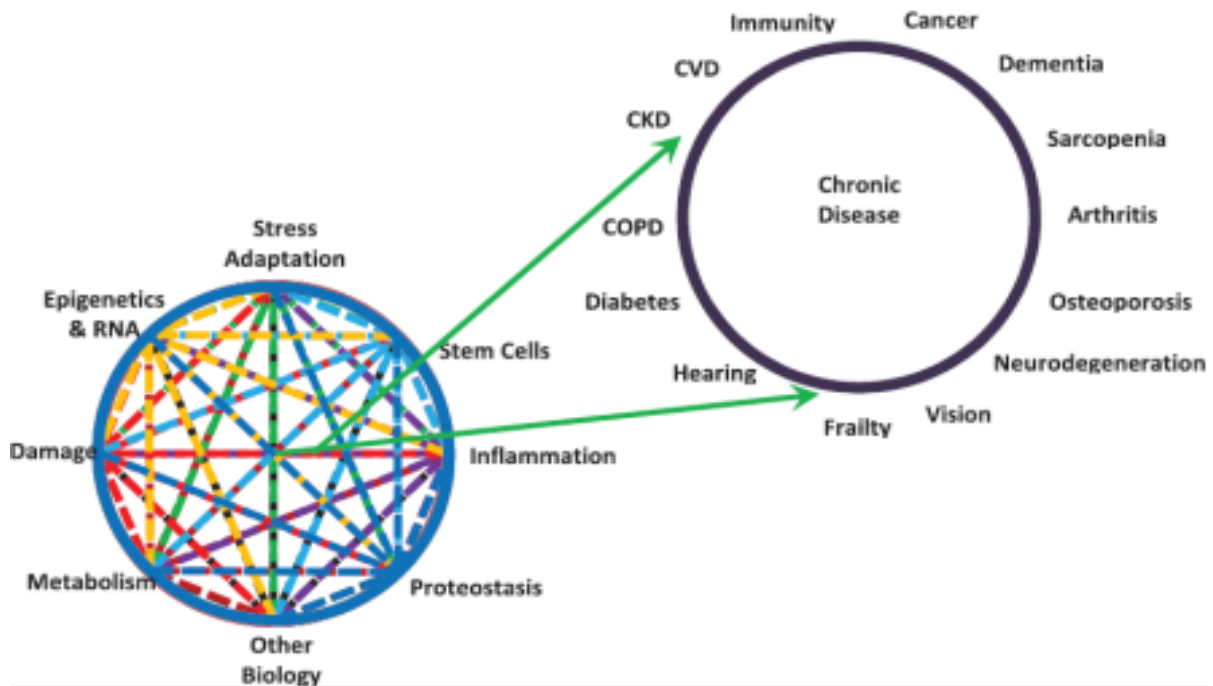 Immunity
Cancer
CVD
Dementia
CKD
Sarcopenia
Chronic
Disease
COPD
Arthritis
Stress
Adaptation
Epigenetics
& RNA
Diabetes
Osteoporosis
Stem Cells
Hearing
Neurodegeneration
Vision
Frailty
Damage
Inflammation
Metabolism
Proteostasis
Other
Biology